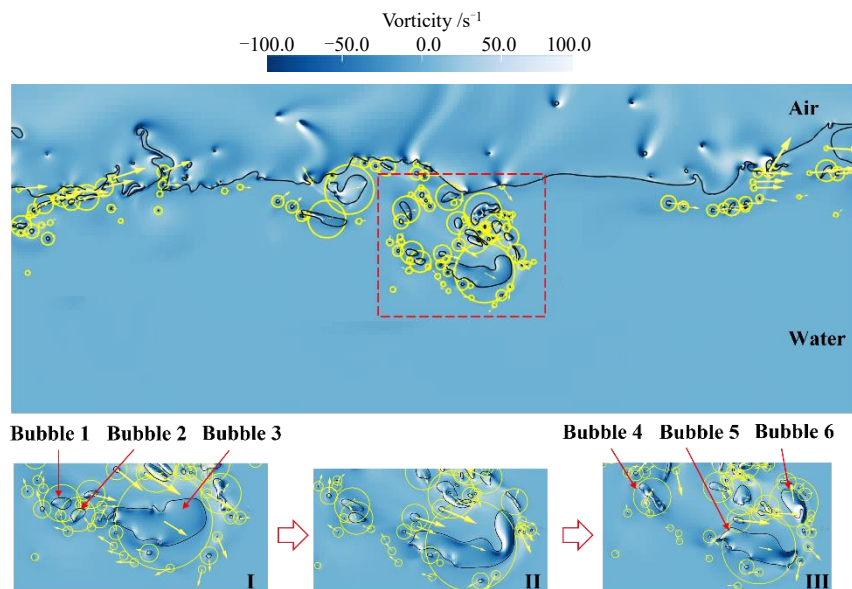 Vorticity /s⁻¹
−100.0 −50.0 0.0 50.0 100.0
Air
Water
Bubble 1 Bubble 2 Bubble 3 Bubble 4 Bubble 5 Bubble 6
I II III